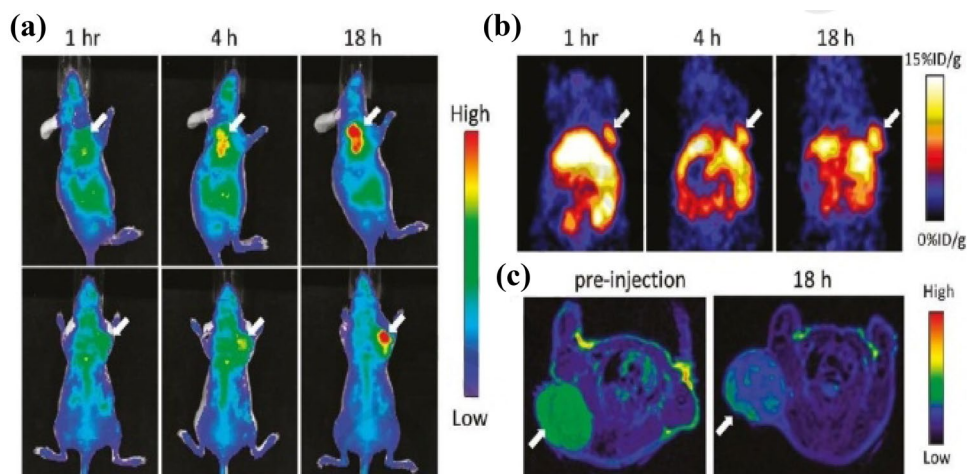 (a)
1 hr 4 h 18 h
High
Low
(b)
1 hr 4 h 18 h
15%ID/g
0%ID/g
(c)
pre-injection 18 h
High
Low